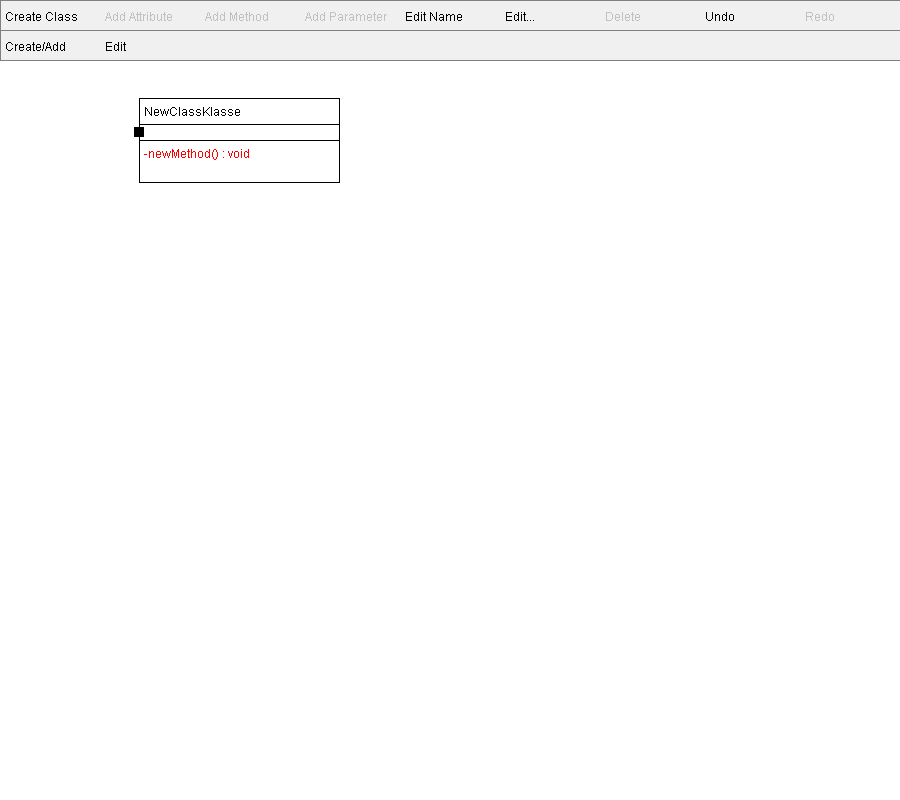 Create Class Add Attribute Add Method Add Parameter Edit Name Edit... Delete Undo Redo
Create/Add Edit
NewClassKlasse
-newMethod() : void